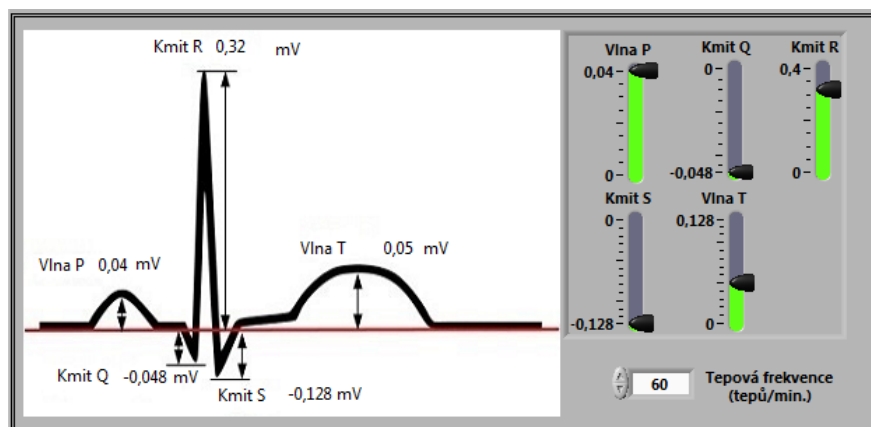 Kmit R 0,32 mV
Vlna P 0,04 mV
Vlna T 0,05 mV
Kmit Q -0,048 mV
Kmit S -0,128 mV
Vlna P
0,04
0
Kmit Q
0
-0,048
Kmit R
0,4
0
Kmit S
0
-0,128
Vlna T
0,128
0
60
Tepová frekvence
(tepů/min.)